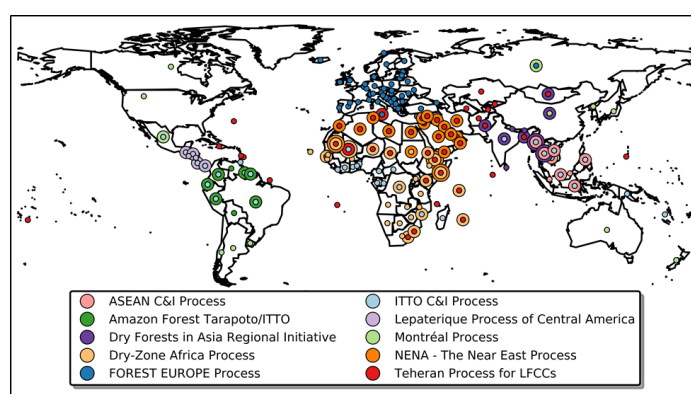 ASEAN C&I Process
Amazon Forest Tarapoto/ITTO
Dry Forests in Asia Regional Initiative
Dry-Zone Africa Process
FOREST EUROPE Process
ITTO C&I Process
Lepaterique Process of Central America
Montréal Process
NENA - The Near East Process
Teheran Process for LFCCs